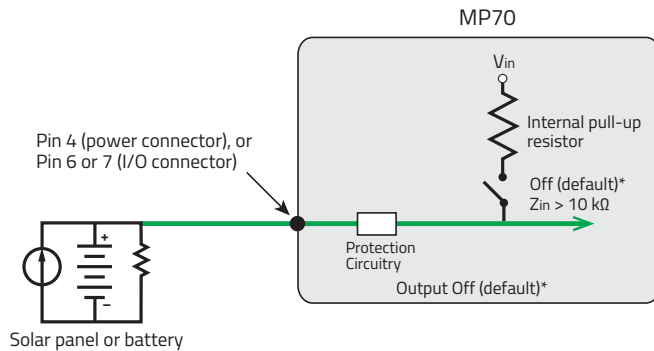 MP70
Vin
Internal pull-up
resistor
Pin 4 (power connector), or
Pin 6 or 7 (I/O connector)
Off (default)*
Zin > 10 kΩ
+
–
Protection
Circuitry
Output Off (default)*
Solar panel or battery